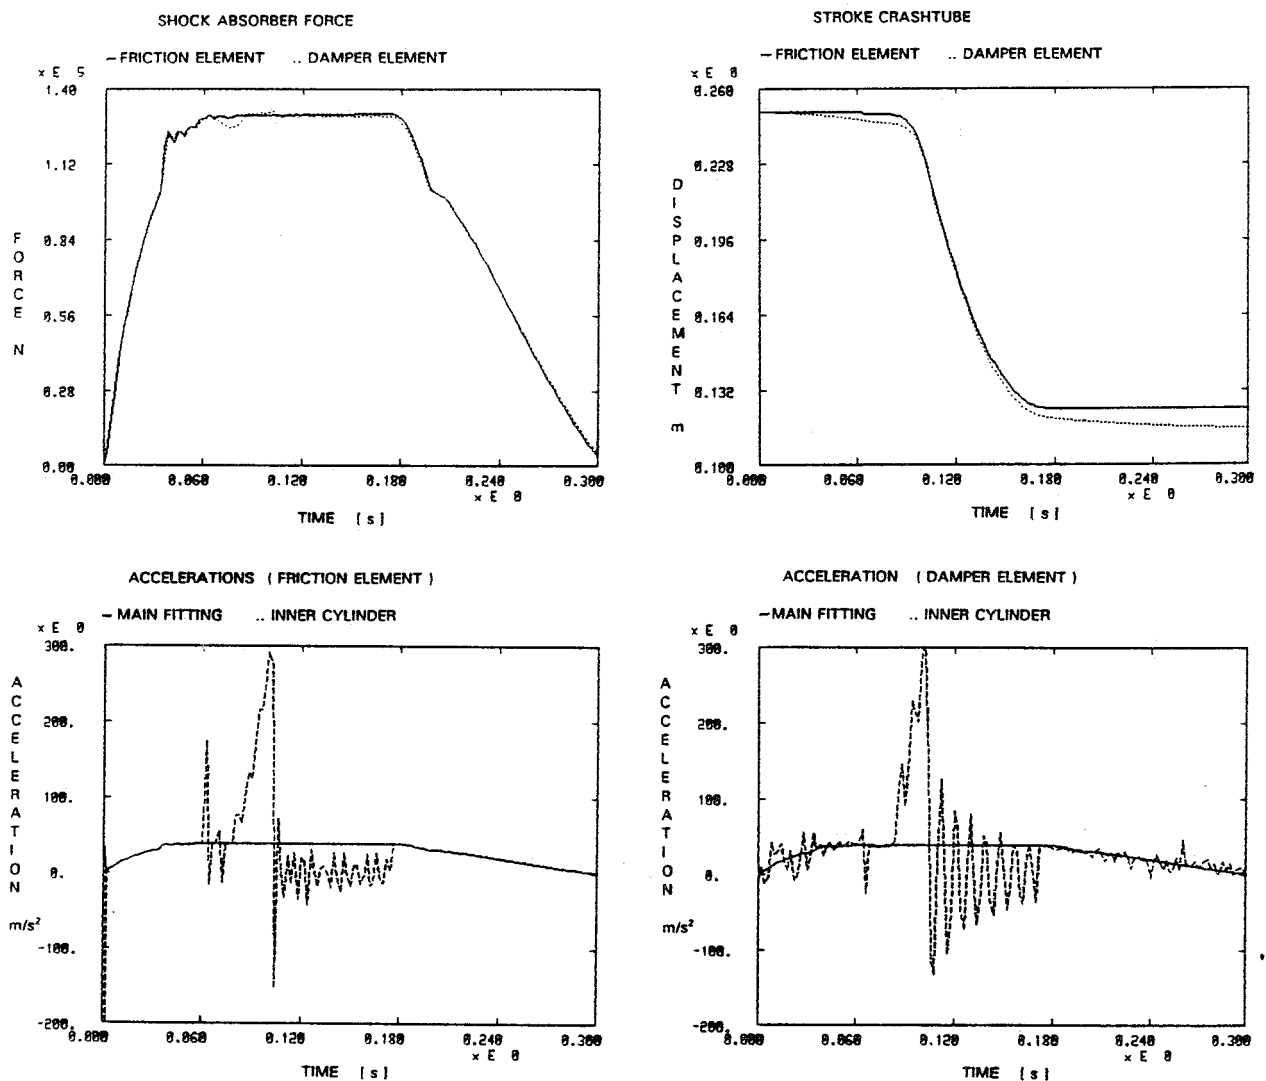 SHOCK ABSORBER FORCE
– FRICTION ELEMENT .. DAMPER ELEMENT
x E 5
1.40
1.12
0.84
0.56
0.28
0.00
FORCE N
0.000 0.060 0.120 0.180 0.240 0.300
x E 0
TIME [s]
STROKE CRASHTUBE
– FRICTION ELEMENT .. DAMPER ELEMENT
x E 0
0.260
0.228
0.196
0.164
0.132
0.100
DISPLACEMENT m
0.000 0.060 0.120 0.180 0.240 0.300
x E 0
TIME [s]
ACCELERATIONS (FRICTION ELEMENT)
– MAIN FITTING .. INNER CYLINDER
x E 0
300.
200.
100.
0.
-100.
-200.
ACCELERATION m/s²
0.000 0.060 0.120 0.180 0.240 0.300
x E 0
TIME [s]
ACCELERATION (DAMPER ELEMENT)
– MAIN FITTING .. INNER CYLINDER
x E 0
300.
200.
100.
0.
-100.
-200.
ACCELERATION m/s²
0.000 0.060 0.120 0.180 0.240 0.300
x E 0
TIME [s]